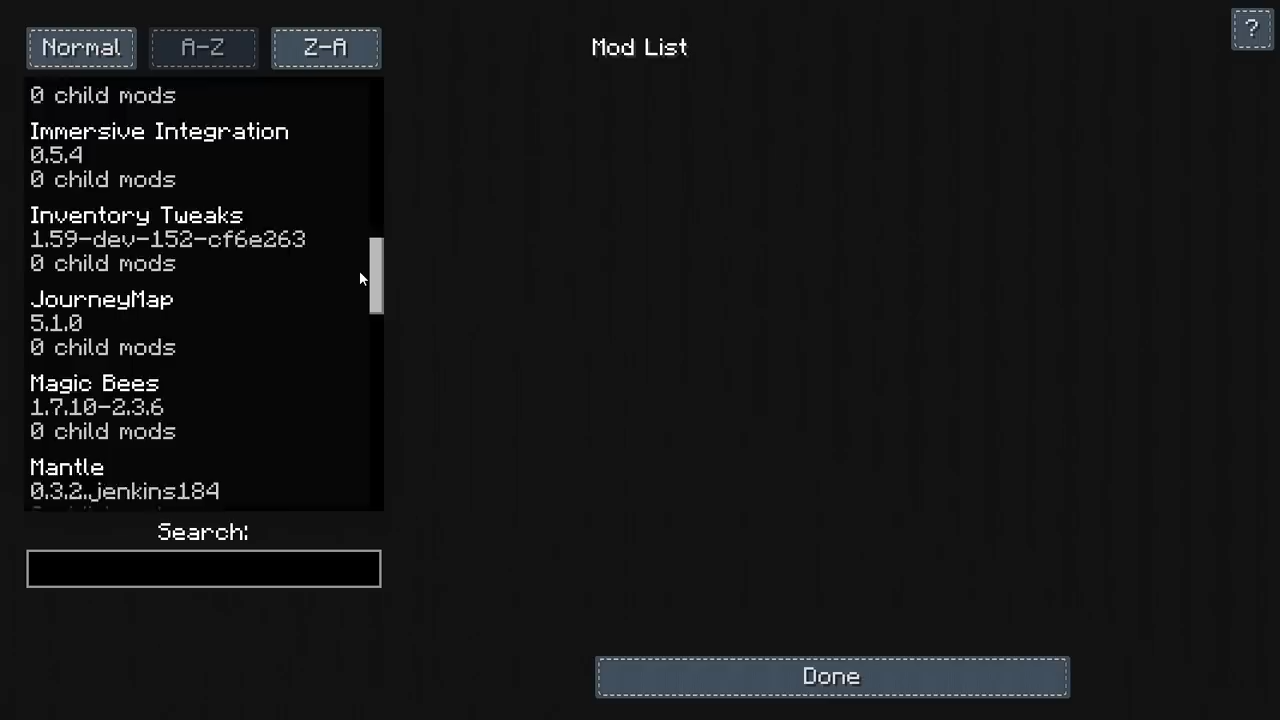 Normal
A-Z
Z-A
Mod List
?
0 child mods
Immersive Integration
0.5.4
0 child mods
Inventory Tweaks
1.59-dev-152-cf6e263
0 child mods
JourneyMap
5.1.0
0 child mods
Magic Bees
1.7.10-2.3.6
0 child mods
Mantle
0.3.2.jenkins184
Search:
Done